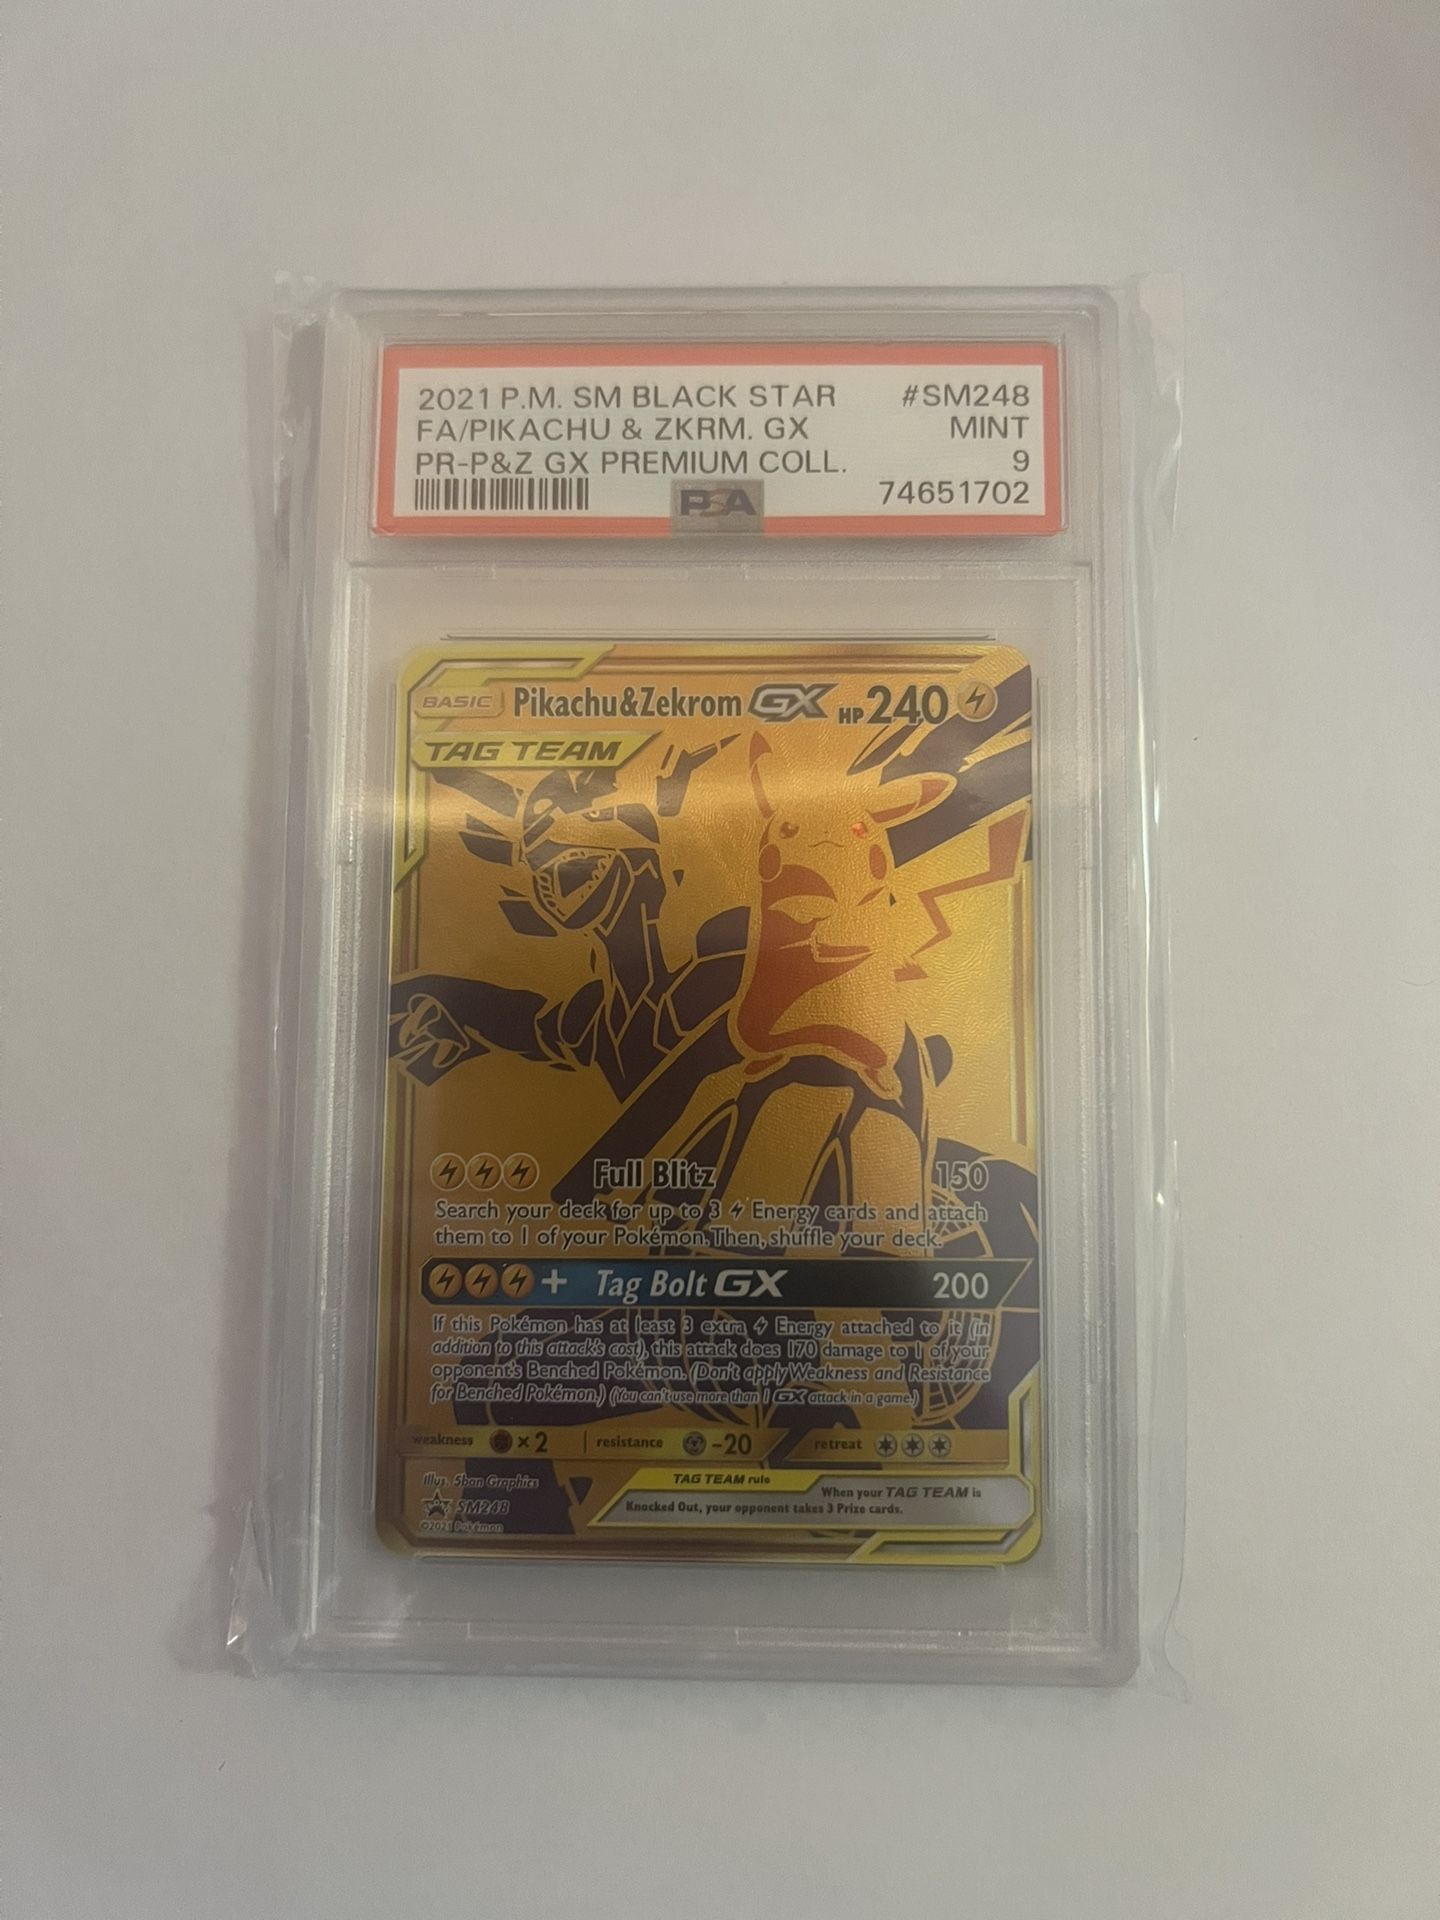 2021 P.M. SM BLACK STAR #SM248
FA/PIKACHU & ZKRM. GX MINT
PR-P&Z GX PREMIUM COLL. 9
PSA 74651702
BASIC Pikachu&Zekrom GX HP 240
TAG TEAM
Full Blitz 150
Search your deck for up to 3 Energy cards and attach
them to 1 of your Pokémon. Then, shuffle your deck.
+ Tag Bolt GX 200
If this Pokémon has at least 3 extra Energy attached to it (in
addition to this attack's cost), this attack does 170 damage to 1 of your
opponent's Benched Pokémon. (Don't apply Weakness and Resistance
for Benched Pokémon.) (You can't use more than 1 GX attack in a game.)
weakness ×2 resistance -20 retreat
Illus. 5ban Graphics
SM248
©2021 Pokémon
TAG TEAM rule
When your TAG TEAM is
Knocked Out, your opponent takes 3 Prize cards.